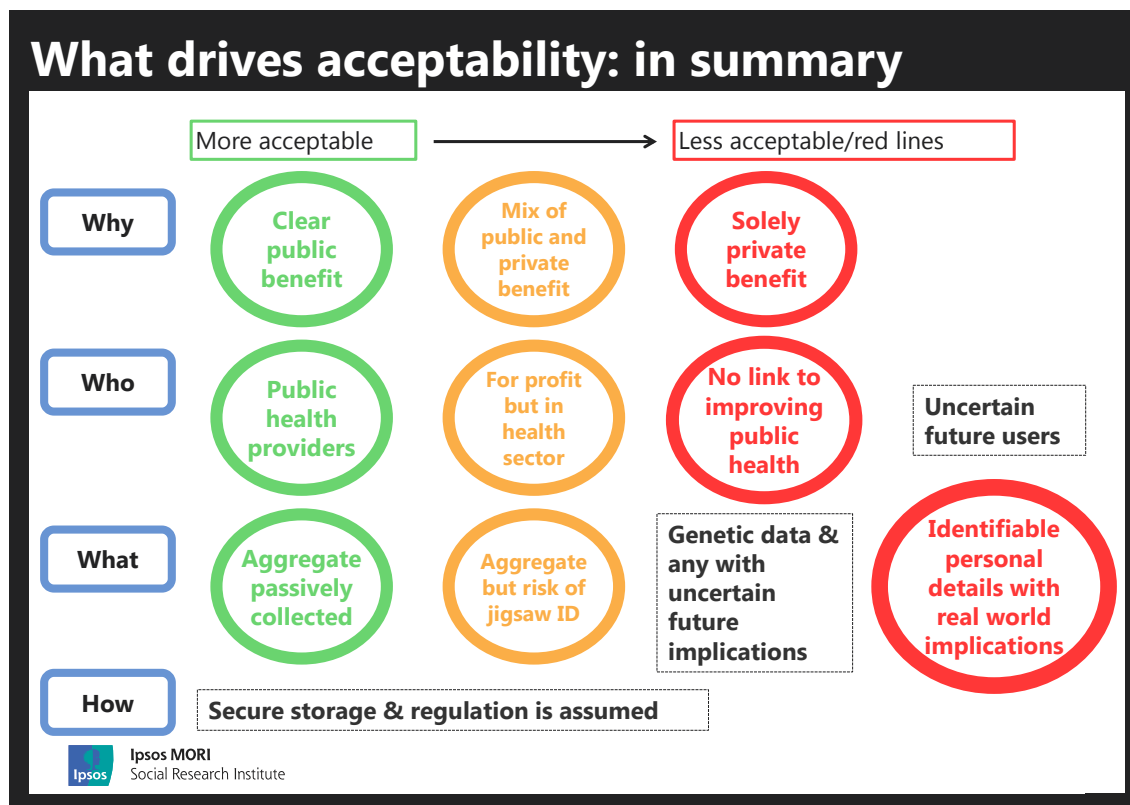 What drives acceptability: in summary
More acceptable
Less acceptable/red lines
Why
Clear
public
benefit
Mix of
public and
private
benefit
Solely
private
benefit
Who
Public
health
providers
For profit
but in
health
sector
No link to
improving
public
health
Uncertain
future users
What
Aggregate
passively
collected
Aggregate
but risk of
jigsaw ID
Genetic data &
any with
uncertain
future
implications
Identifiable
personal
details with
real world
implications
How
Secure storage & regulation is assumed
Ipsos
Ipsos MORI
Social Research Institute